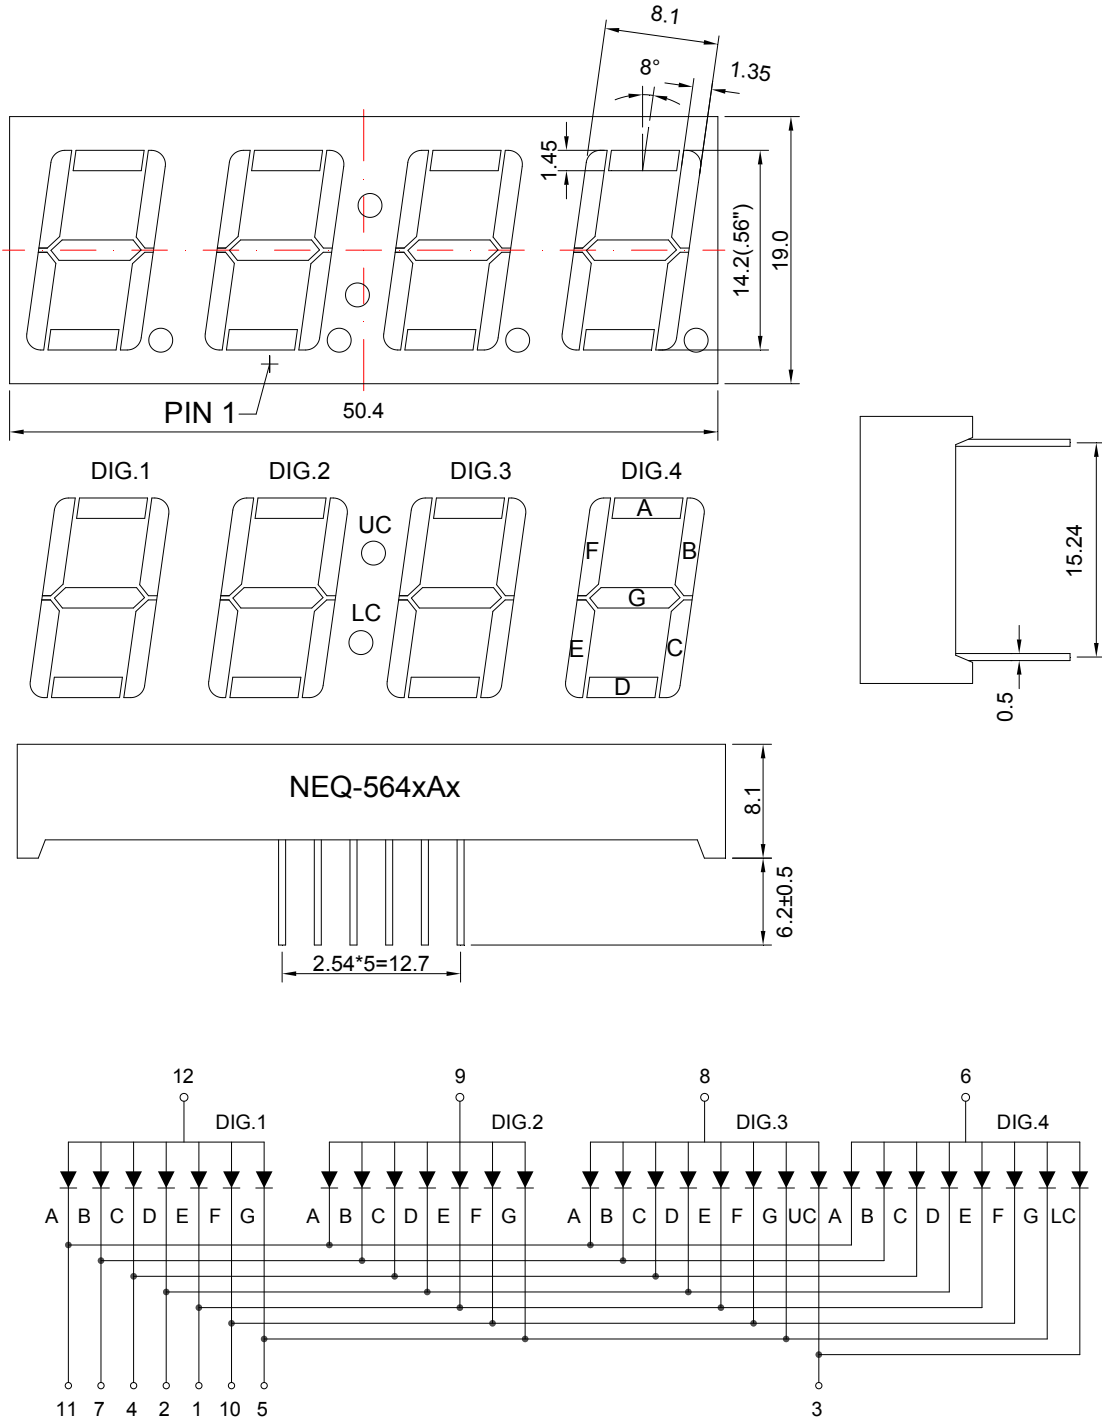 8.1
8°
1.35
1.45
14.2(.56")
19.0
PIN 1
50.4
DIG.1 DIG.2 DIG.3 DIG.4
UC
LC
A
F B
G
E C
D
15.24
0.5
NEQ-564xAx
8.1
6.2±0.5
2.54*5=12.7
12 9 8 6
DIG.1 DIG.2 DIG.3 DIG.4
A B C D E F G A B C D E F G A B C D E F G UC A B C D E F G LC
11 7 4 2 1 10 5 3